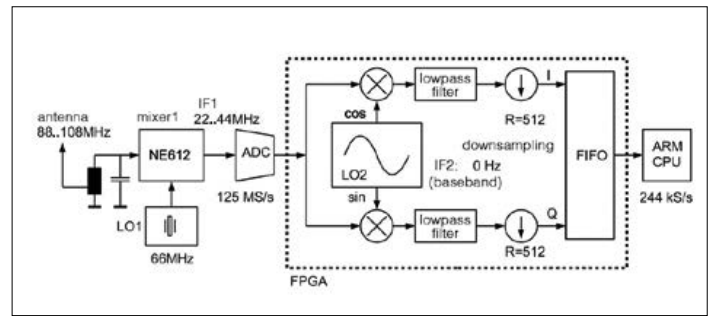 antenna
88..108MHz
mixer1
NE612
LO1
66MHz
IF1
22..44MHz
ADC
125 MS/s
cos
LO2
sin
lowpass
filter
R=512
I
downsampling
IF2: 0 Hz
(baseband)
lowpass
filter
R=512
Q
FIFO
FPGA
ARM
CPU
244 kS/s